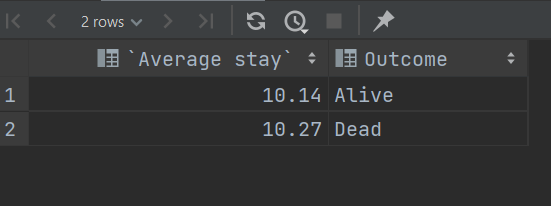 2 rows
`Average stay` Outcome
1 10.14 Alive
2 10.27 Dead